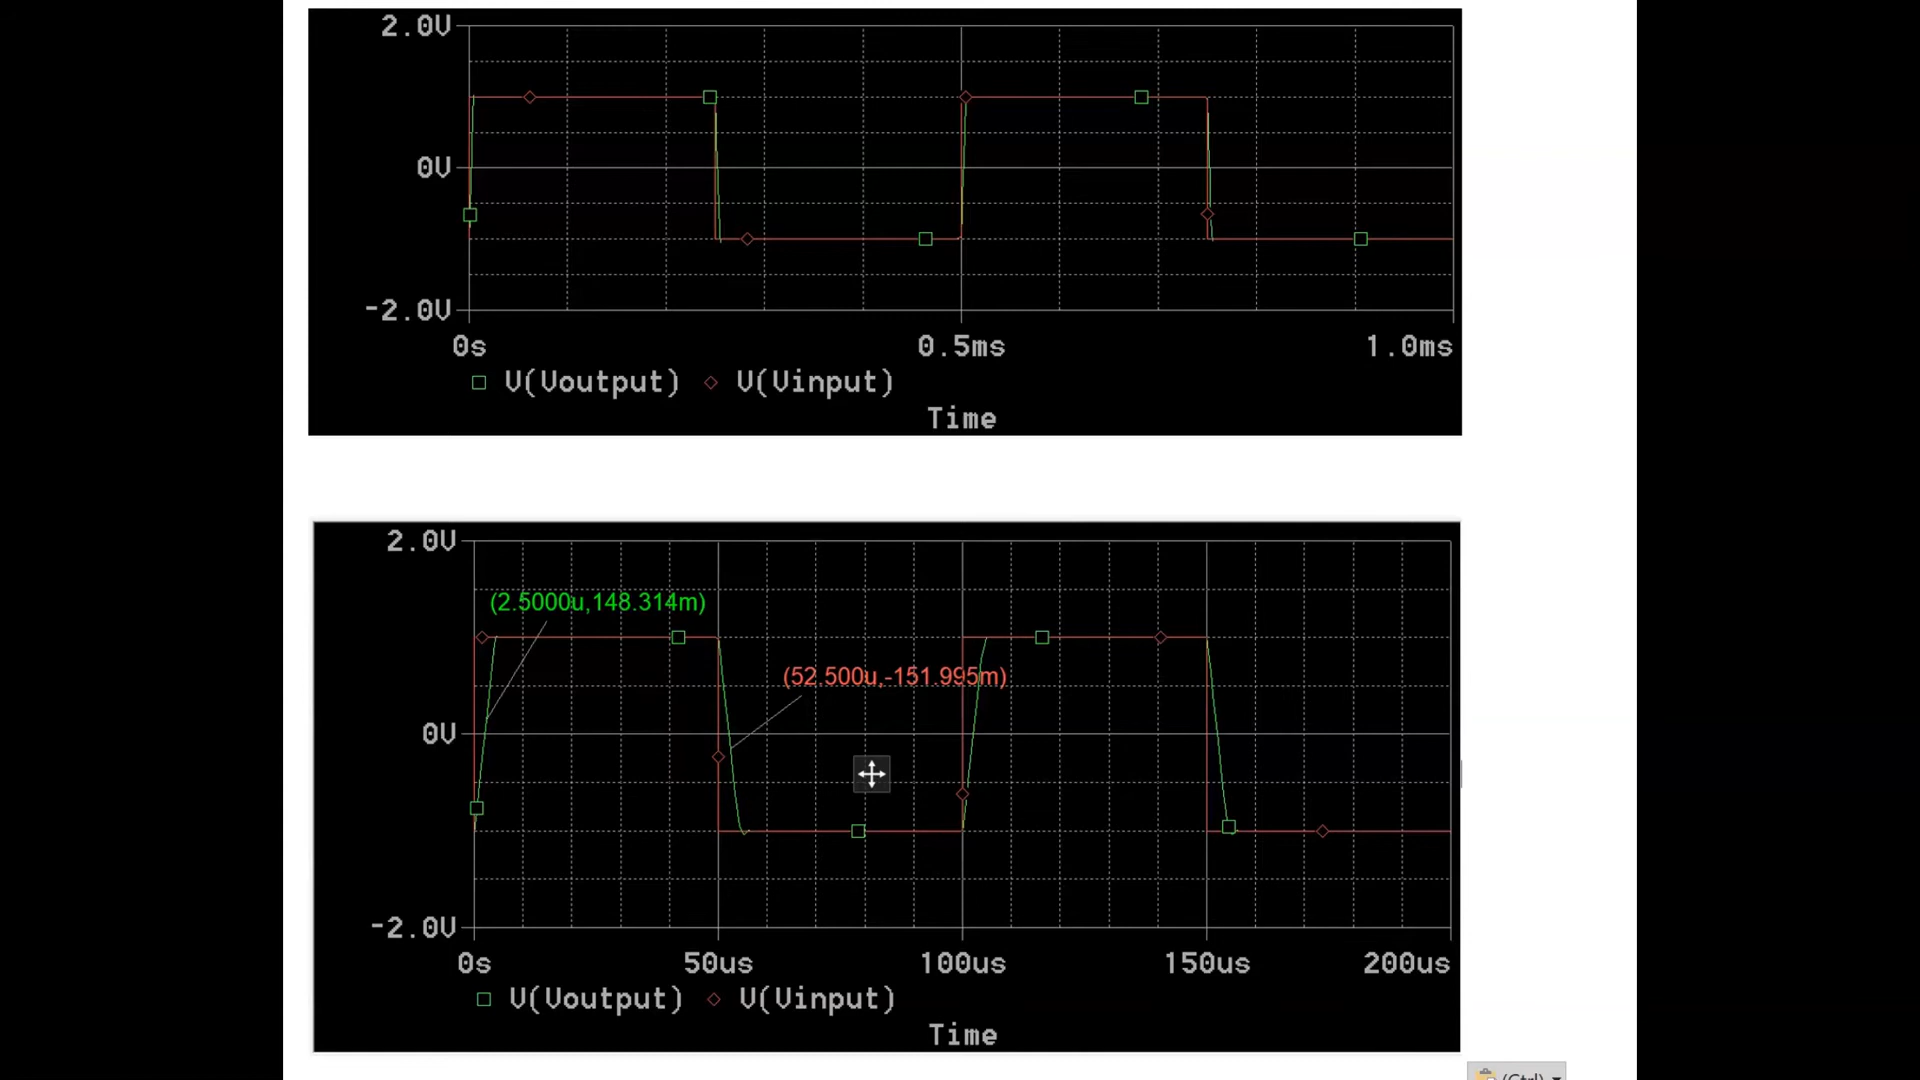 2.0V
0V
-2.0V
0s 0.5ms 1.0ms
V(Voutput) V(Vinput)
Time
2.0V
(2.5000u,148.314m)
(52.500u,-151.995m)
0V
-2.0V
0s 50us 100us 150us 200us
V(Voutput) V(Vinput)
Time
(Ctrl)